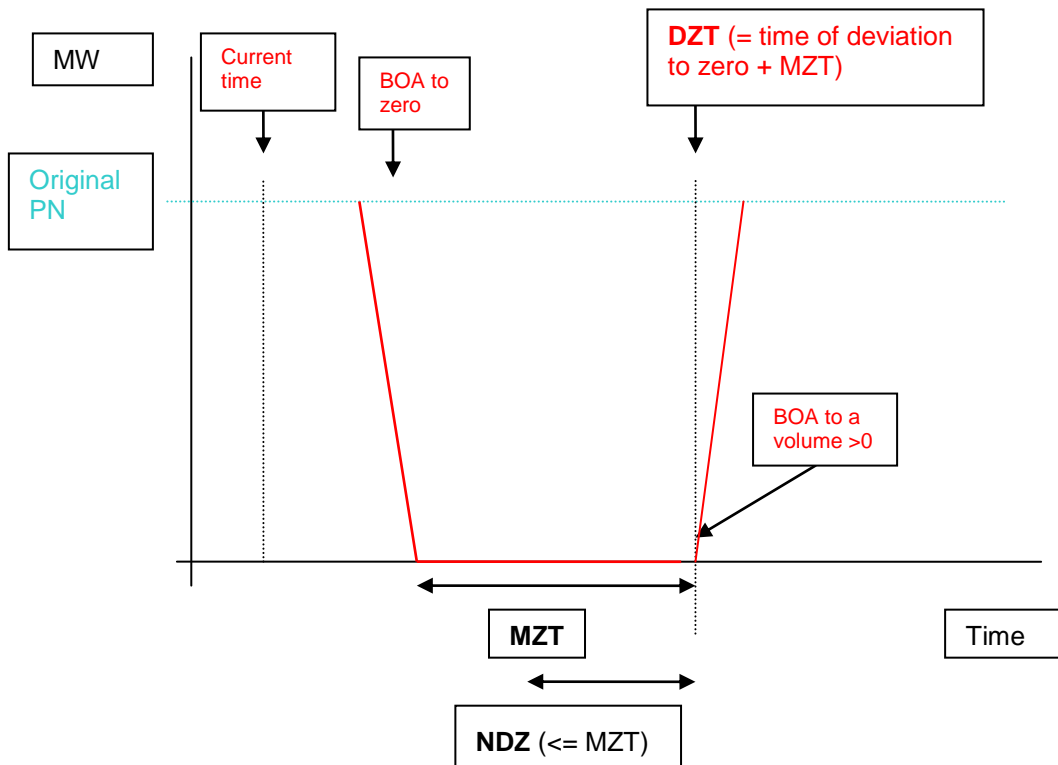 MW
Current
time
BOA to
zero
DZT (= time of deviation
to zero + MZT)
Original
PN
BOA to a
volume >0
MZT
Time
NDZ (<= MZT)